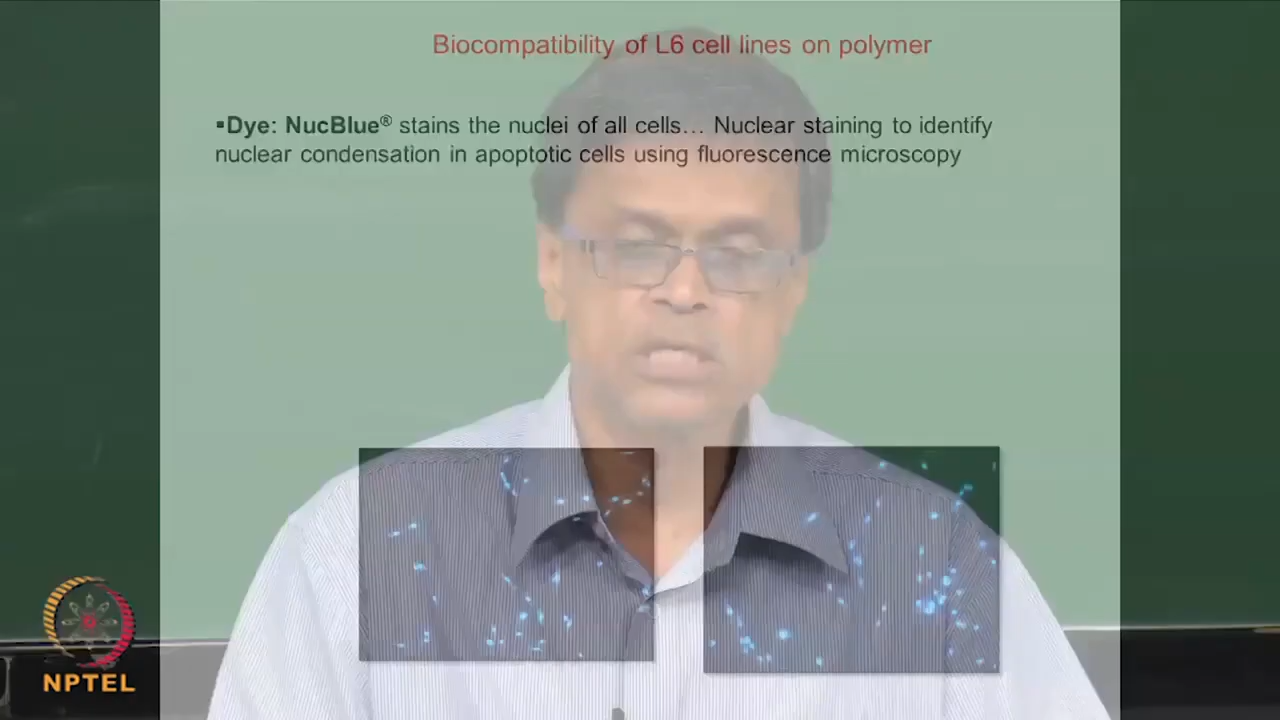 Biocompatibility of L6 cell lines on polymer
▪Dye: NucBlue® stains the nuclei of all cells… Nuclear staining to identify
nuclear condensation in apoptotic cells using fluorescence microscopy
NPTEL